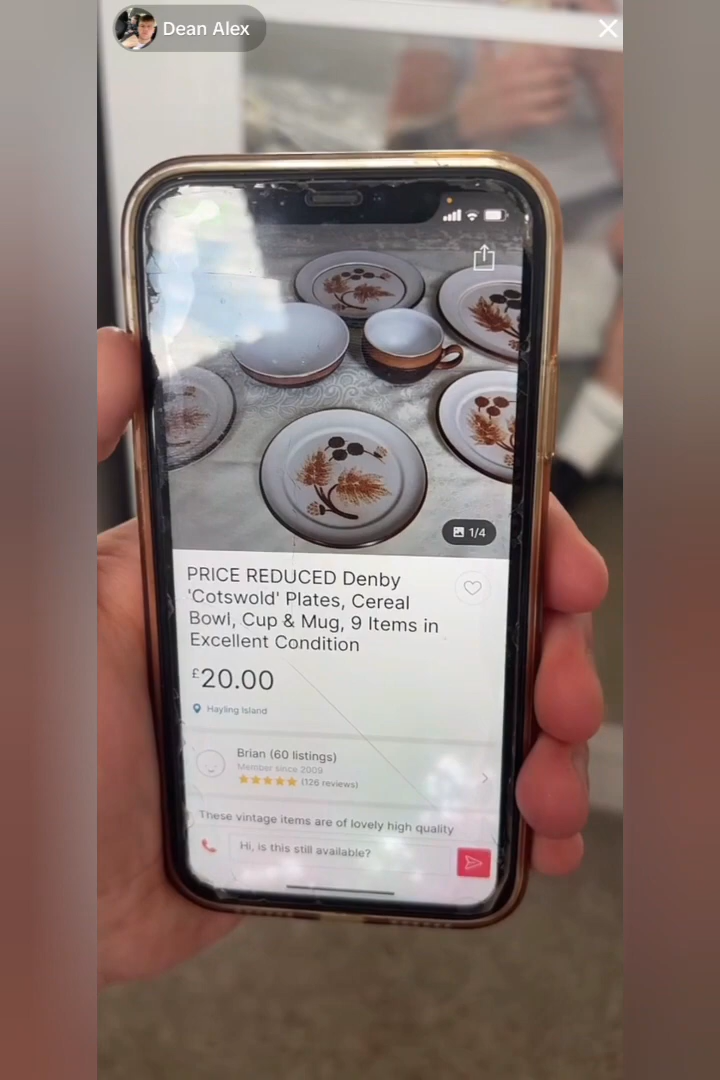 Dean Alex
1/4
PRICE REDUCED Denby
'Cotswold' Plates, Cereal
Bowl, Cup & Mug, 9 Items in
Excellent Condition
£20.00
Hayling Island
Brian (60 listings)
Member since 2009
(126 reviews)
These vintage items are of lovely high quality
Hi, is this still available?